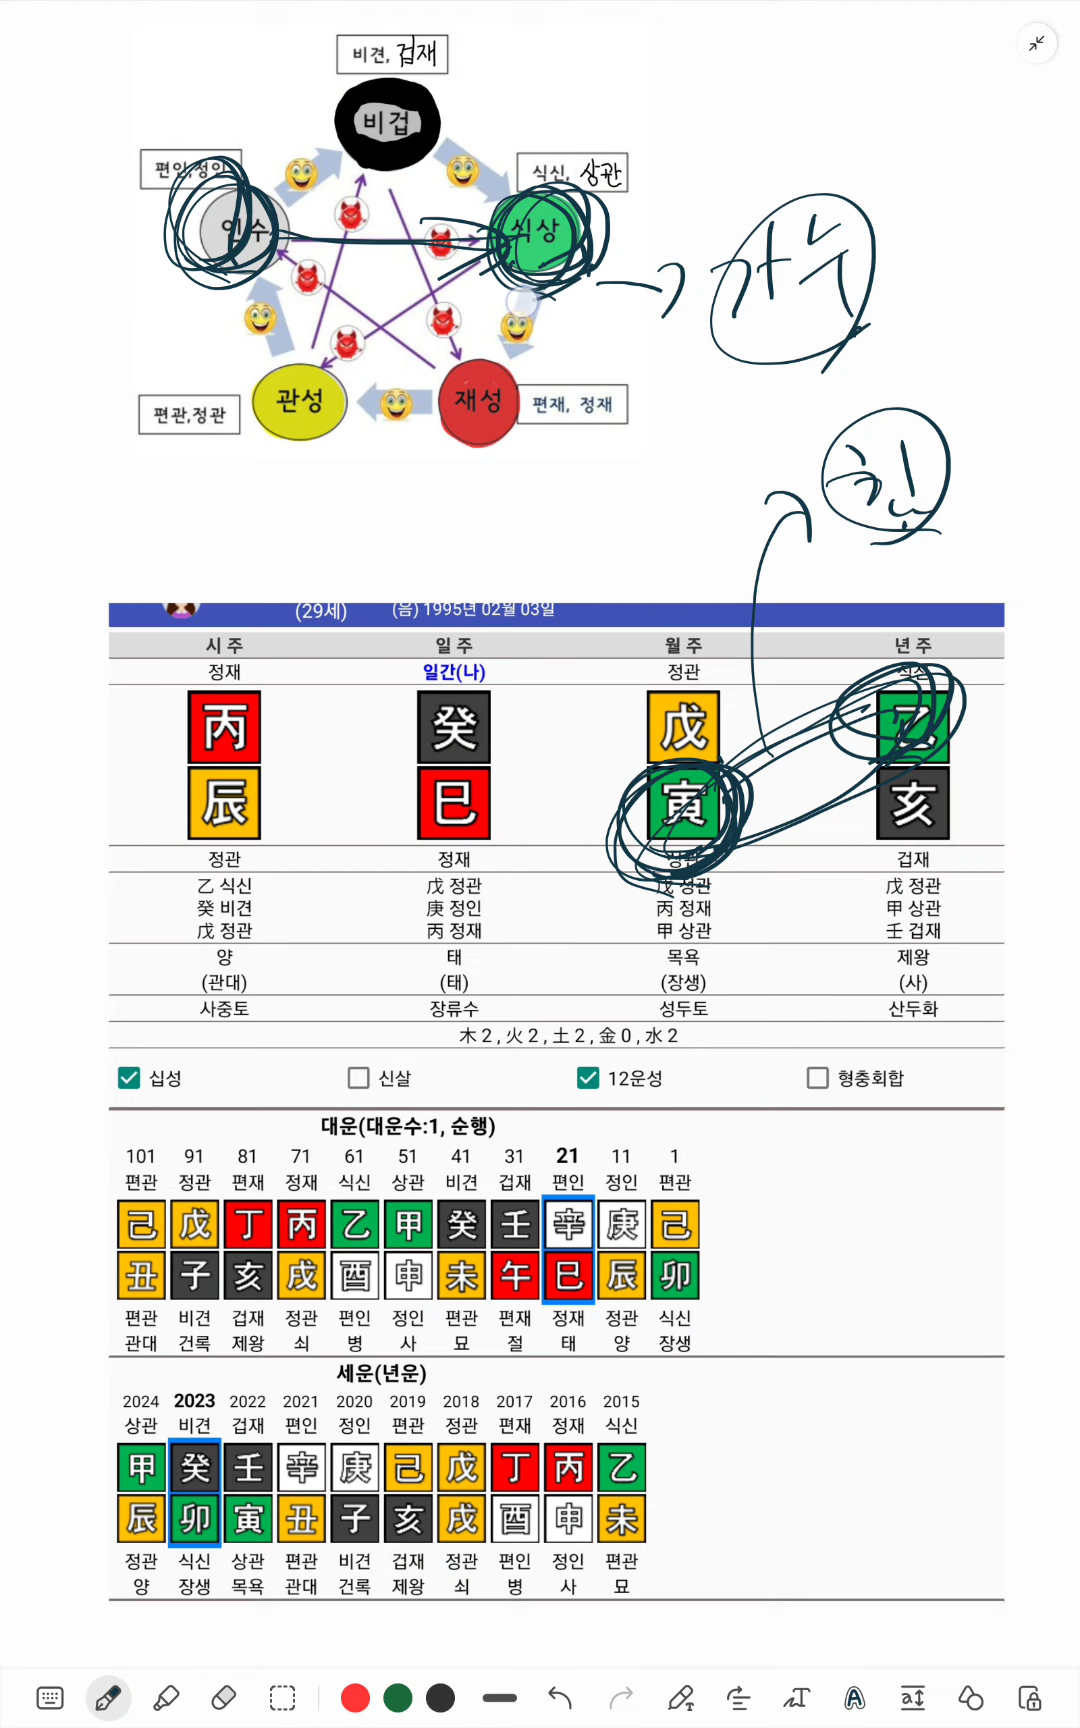 비견, 겁재
비겁
편인,정인
식신, 상관
인수
식상
가수
관성
재성
편관,정관
편재, 정재
(29세) (음) 1995년 02월 03일
시 주 일 주 월 주 년 주
정재 일간(나) 정관 식신
丙 癸 戊 乙
辰 巳 寅 亥
정관 정재 상관 겁재
乙 식신 戊 정관 戊 정관 戊 정관
癸 비견 庚 정인 丙 정재 甲 상관
戊 정관 丙 정재 甲 상관 壬 겁재
양 태 목욕 제왕
(관대) (태) (장생) (사)
사중토 장류수 성두토 산두화
木 2 , 火 2 , 土 2 , 金 0 , 水 2
십성 신살 12운성 형충회합
대운(대운수:1, 순행)
101 91 81 71 61 51 41 31 21 11 1
편관 정관 편재 정재 식신 상관 비견 겁재 편인 정인 편관
己 戊 丁 丙 乙 甲 癸 壬 辛 庚 己
丑 子 亥 戌 酉 申 未 午 巳 辰 卯
편관 비견 겁재 정관 편인 정인 편관 편재 정재 정관 식신
관대 건록 제왕 쇠 병 사 묘 절 태 양 장생
세운(년운)
2024 2023 2022 2021 2020 2019 2018 2017 2016 2015
상관 비견 겁재 편인 정인 편관 정관 편재 정재 식신
甲 癸 壬 辛 庚 己 戊 丁 丙 乙
辰 卯 寅 丑 子 亥 戌 酉 申 未
정관 식신 상관 편관 비견 겁재 정관 편인 정인 편관
양 장생 목욕 관대 건록 제왕 쇠 병 사 묘